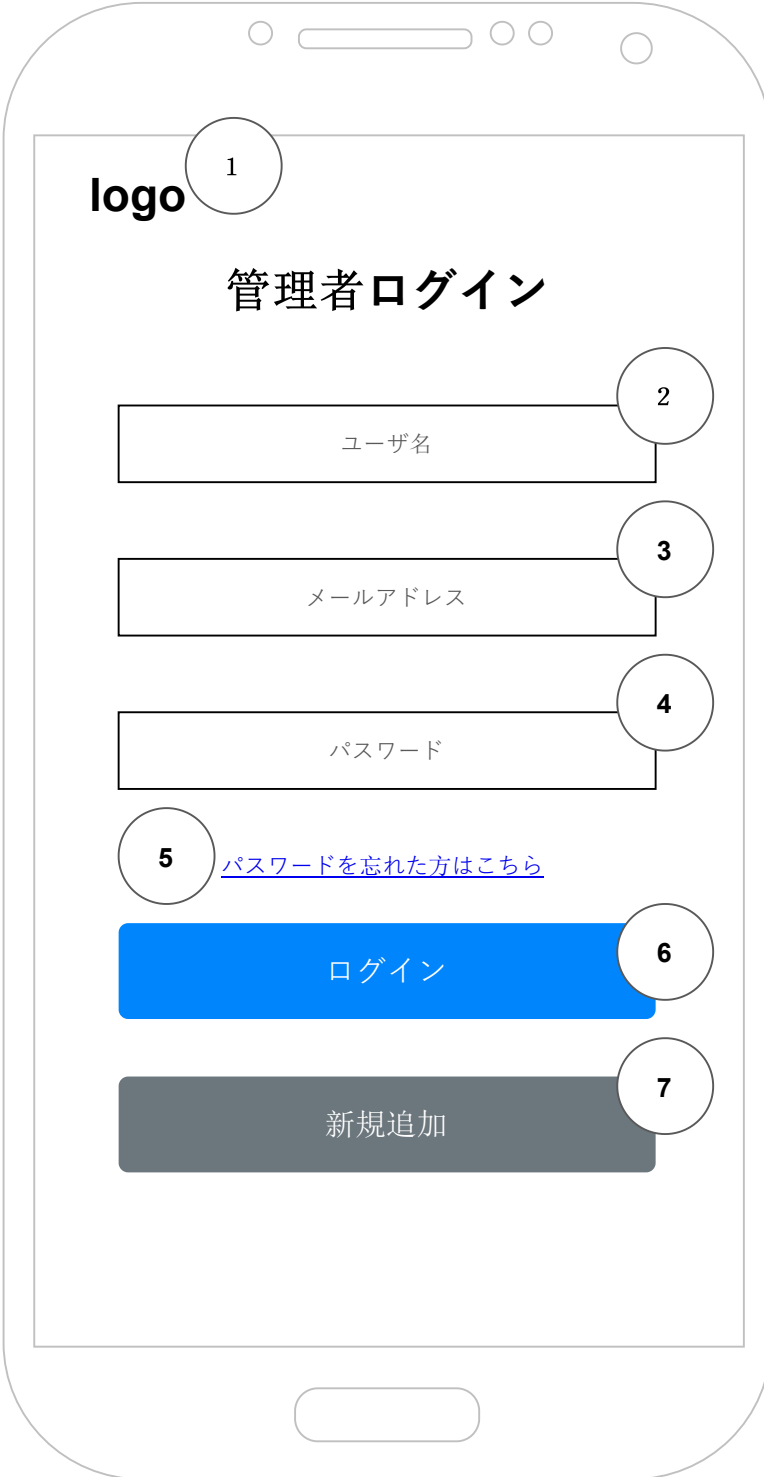 1
logo
管理者ログイン
2
ユーザ名
3
メールアドレス
4
パスワード
5
パスワードを忘れた方はこちら
6
ログイン
7
新規追加